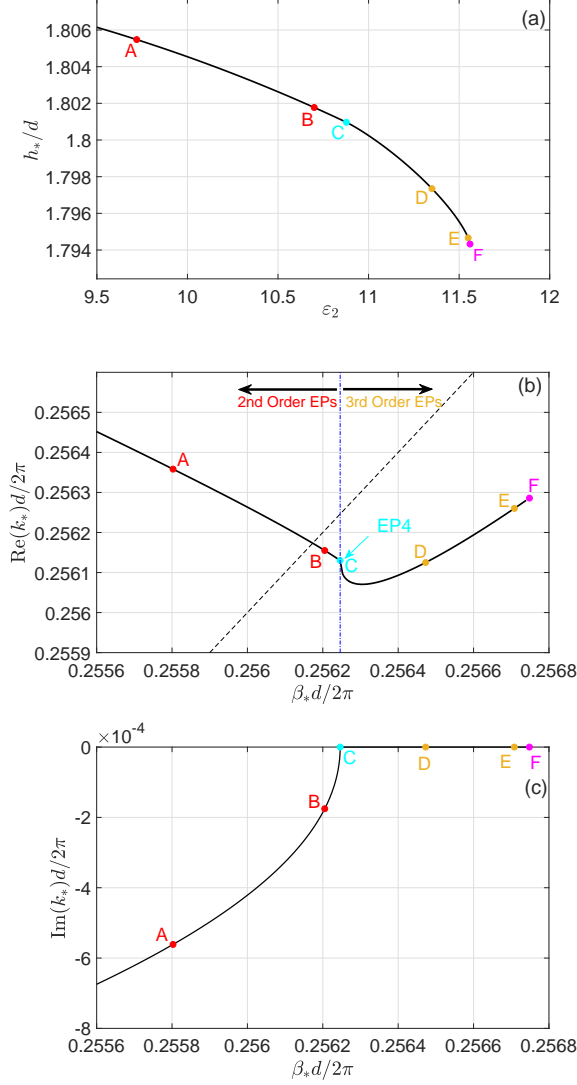 (a)
1.806
1.804
1.802
1.8
1.798
1.796
1.794
h*/d
A
B
C
D
E
F
9.5 10 10.5 11 11.5 12
ε2
(b)
2nd Order EPs 3rd Order EPs
0.2565
0.2564
0.2563
0.2562
0.2561
0.256
0.2559
Re(k*)d/2π
A
B
EP4
C
D
E
F
0.2556 0.2558 0.256 0.2562 0.2564 0.2566 0.2568
β*d/2π
×10-4
(c)
0
-2
-4
-6
-8
Im(k*)d/2π
A
B
C
D
E
F
0.2556 0.2558 0.256 0.2562 0.2564 0.2566 0.2568
β*d/2π